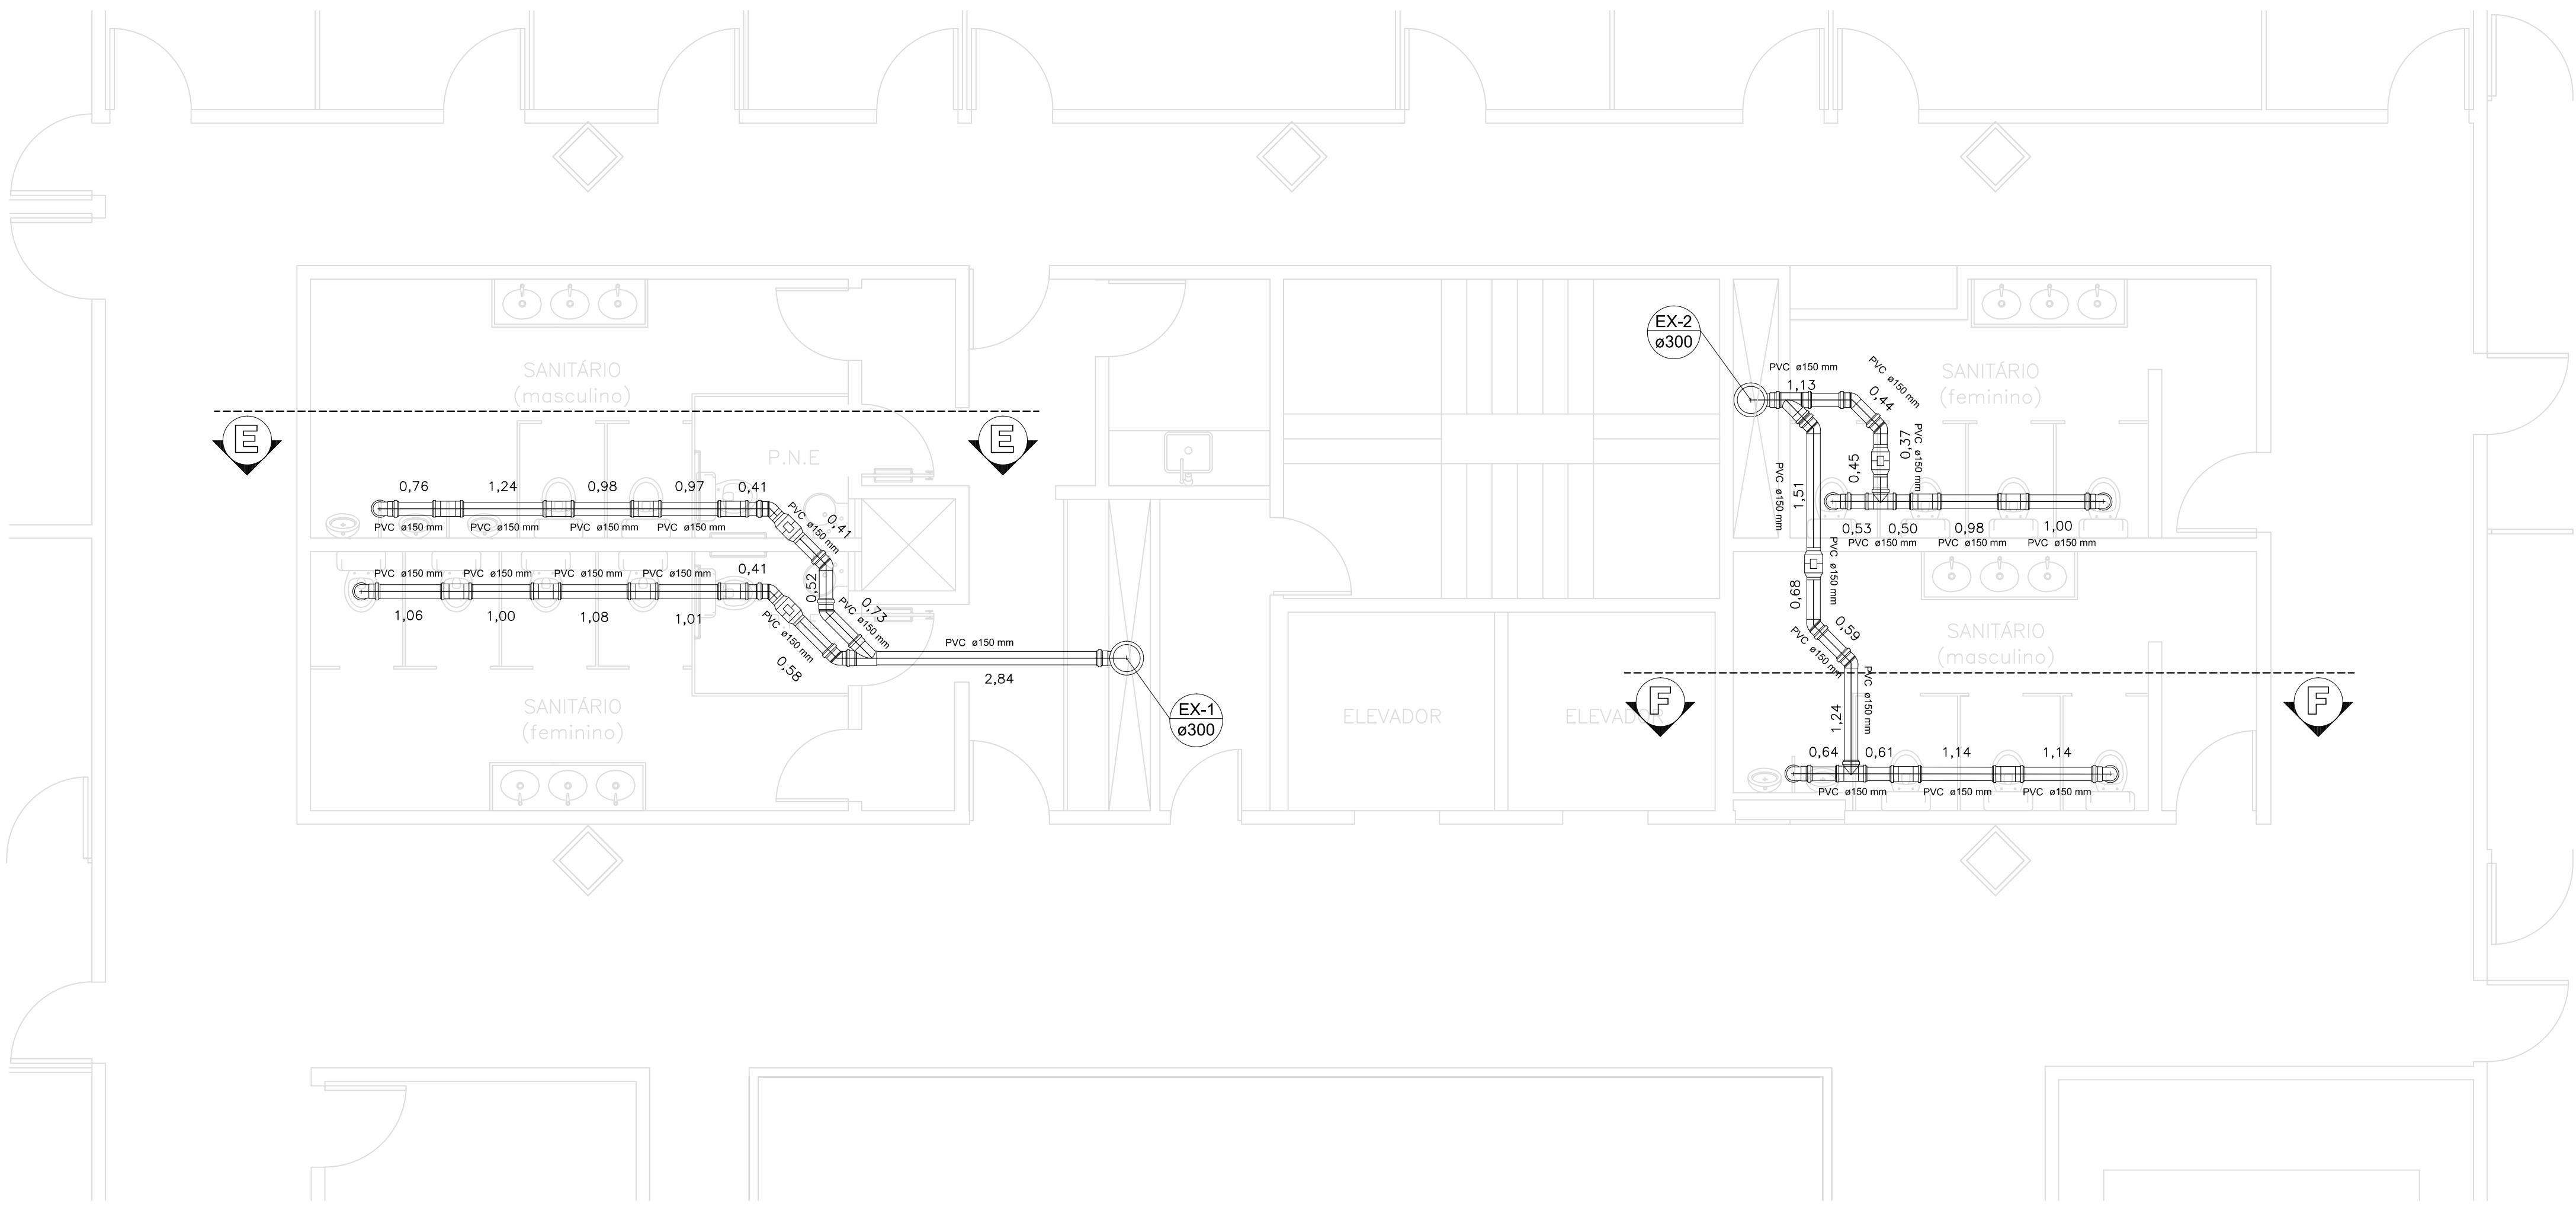 EX-2
ø300
PVC ø150 mm
1,13
PVC ø150 mm
0,44
SANITÁRIO
(masculino)
SANITÁRIO
(feminino)
E
E
P.N.E
0,37
PVC ø150 mm
0,45
PVC ø150 mm
1,51
0,76
1,24
0,98
0,97
0,41
PVC ø150 mm
PVC ø150 mm
PVC ø150 mm
PVC ø150 mm
PVC ø150 mm
0,41
0,53
0,50
0,98
1,00
PVC ø150 mm
PVC ø150 mm
PVC ø150 mm
PVC ø150 mm
PVC ø150 mm
PVC ø150 mm
PVC ø150 mm
0,41
0,52
PVC ø150 mm
0,68
1,06
1,00
1,08
1,01
PVC ø150 mm
0,58
0,73
PVC ø150 mm
PVC ø150 mm
2,84
0,59
PVC ø150 mm
SANITÁRIO
(masculino)
EX-1
ø300
SANITÁRIO
(feminino)
ELEVADOR
ELEVADOR
F
F
PVC ø150 mm
1,24
0,64
0,61
1,14
1,14
PVC ø150 mm
PVC ø150 mm
PVC ø150 mm